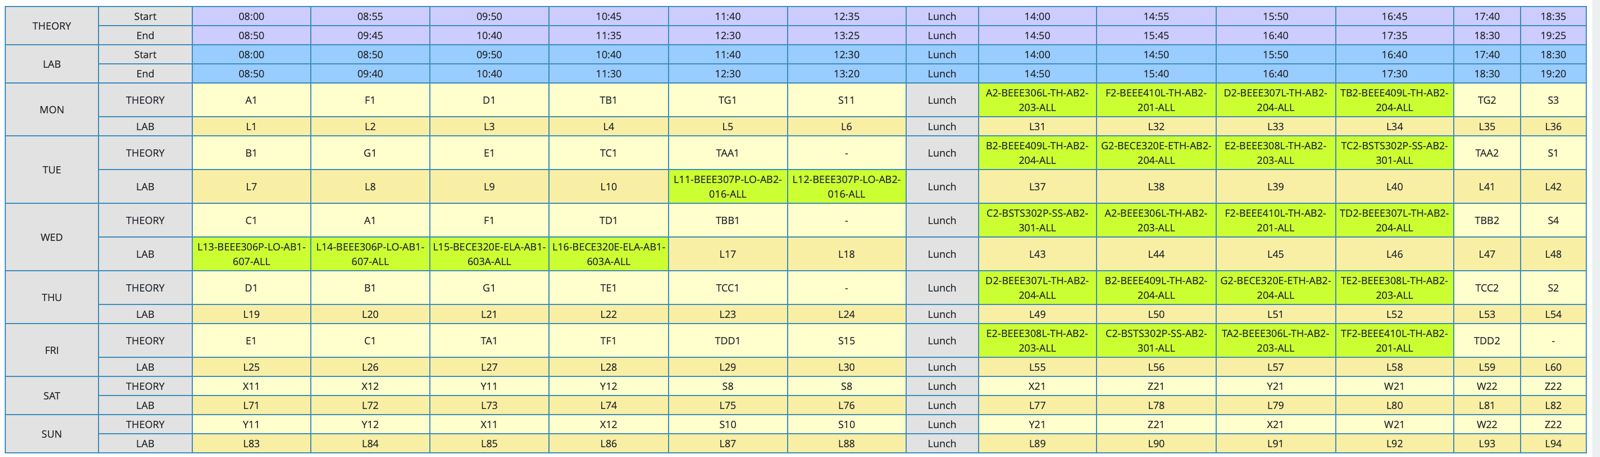 THEORY Start 08:00 08:55 09:50 10:45 11:40 12:35 Lunch 14:00 14:55 15:50 16:45 17:40 18:35
End 08:50 09:45 10:40 11:35 12:30 13:25 Lunch 14:50 15:45 16:40 17:35 18:30 19:25
LAB Start 08:00 08:50 09:50 10:40 11:40 12:30 Lunch 14:00 14:50 15:50 16:40 17:40 18:30
End 08:50 09:40 10:40 11:30 12:30 13:20 Lunch 14:50 15:40 16:40 17:30 18:30 19:20
MON THEORY A1 F1 D1 TB1 TG1 S11 Lunch A2-BEEE306L-TH-AB2-203-ALL F2-BEEE410L-TH-AB2-201-ALL D2-BEEE307L-TH-AB2-204-ALL TB2-BEEE409L-TH-AB2-204-ALL TG2 S3
LAB L1 L2 L3 L4 L5 L6 Lunch L31 L32 L33 L34 L35 L36
TUE THEORY B1 G1 E1 TC1 TAA1 - Lunch B2-BEEE409L-TH-AB2-204-ALL G2-BECE320E-ETH-AB2-204-ALL E2-BEEE308L-TH-AB2-203-ALL TC2-BSTS302P-SS-AB2-301-ALL TAA2 S1
LAB L7 L8 L9 L10 L11-BEEE307P-LO-AB2-016-ALL L12-BEEE307P-LO-AB2-016-ALL Lunch L37 L38 L39 L40 L41 L42
WED THEORY C1 A1 F1 TD1 TBB1 - Lunch C2-BSTS302P-SS-AB2-301-ALL A2-BEEE306L-TH-AB2-203-ALL F2-BEEE410L-TH-AB2-201-ALL TD2-BEEE307L-TH-AB2-204-ALL TBB2 S4
LAB L13-BEEE306P-LO-AB1-607-ALL L14-BEEE306P-LO-AB1-607-ALL L15-BECE320E-ELA-AB1-603A-ALL L16-BECE320E-ELA-AB1-603A-ALL L17 L18 Lunch L43 L44 L45 L46 L47 L48
THU THEORY D1 B1 G1 TE1 TCC1 - Lunch D2-BEEE307L-TH-AB2-204-ALL B2-BEEE409L-TH-AB2-204-ALL G2-BECE320E-ETH-AB2-204-ALL TE2-BEEE308L-TH-AB2-203-ALL TCC2 S2
LAB L19 L20 L21 L22 L23 L24 Lunch L49 L50 L51 L52 L53 L54
FRI THEORY E1 C1 TA1 TF1 TDD1 S15 Lunch E2-BEEE308L-TH-AB2-203-ALL C2-BSTS302P-SS-AB2-301-ALL TA2-BEEE306L-TH-AB2-203-ALL TF2-BEEE410L-TH-AB2-201-ALL TDD2 -
LAB L25 L26 L27 L28 L29 L30 Lunch L55 L56 L57 L58 L59 L60
SAT THEORY X11 X12 Y11 Y12 S8 S8 Lunch X21 Z21 Y21 W21 W22 Z22
LAB L71 L72 L73 L74 L75 L76 Lunch L77 L78 L79 L80 L81 L82
SUN THEORY Y11 Y12 X11 X12 S10 S10 Lunch Y21 Z21 X21 W21 W22 Z22
LAB L83 L84 L85 L86 L87 L88 Lunch L89 L90 L91 L92 L93 L94